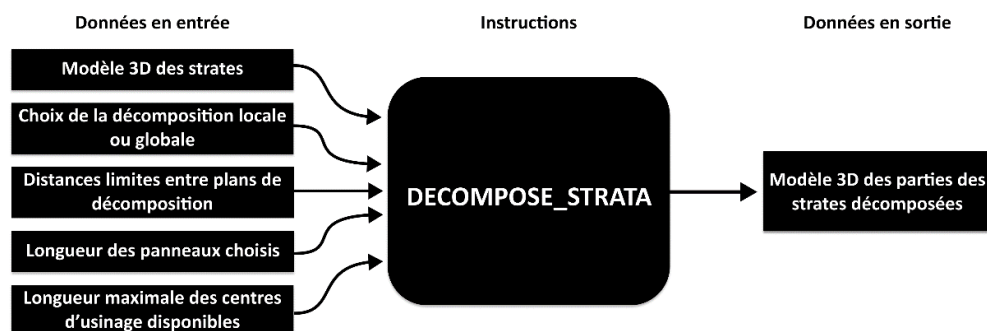 Données en entrée
Instructions
Données en sortie
Modèle 3D des strates
Choix de la décomposition locale
ou globale
Distances limites entre plans de
décomposition
Longueur des panneaux choisis
Longueur maximale des centres
d'usinage disponibles
DECOMPOSE_STRATA
Modèle 3D des parties des
strates décomposées